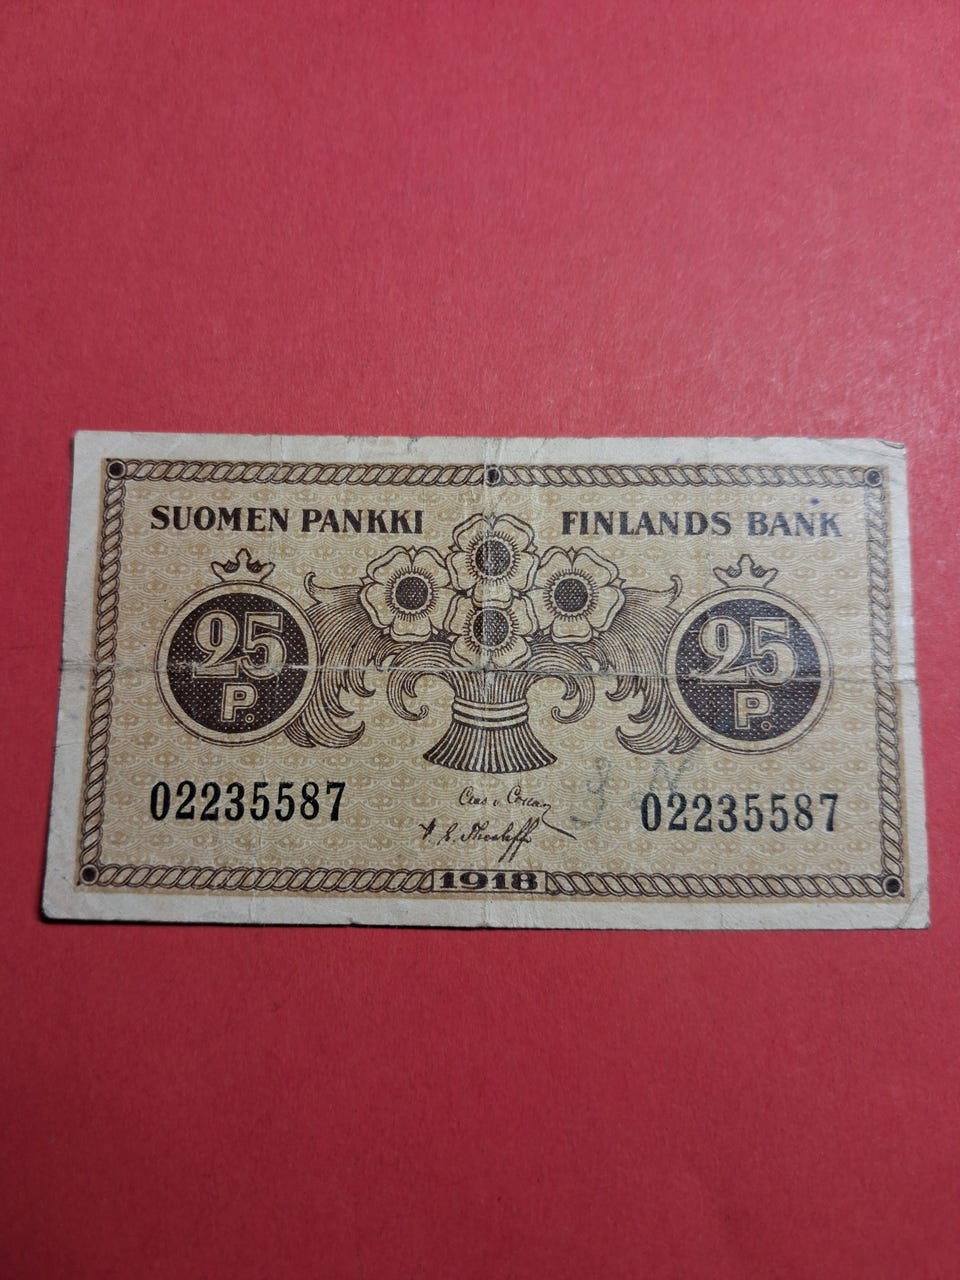 SUOMEN PANKKI FINLANDS BANK
25 P. 25 P.
02235587 02235587
1918